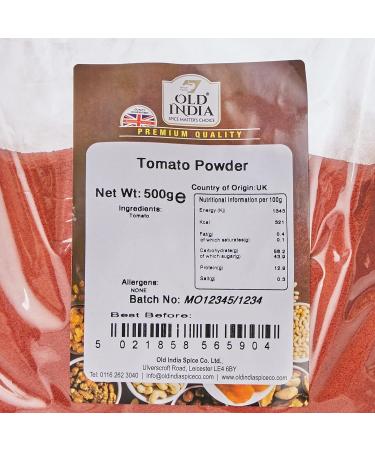 OLD®
INDIA
SPICE MASTER'S CHOICE
PREMIUM QUALITY
Tomato Powder
Net Wt: 500g℮
Country of Origin:UK
Ingredients:
Tomato
Nutritional information per 100g
Energy (Kj) 1345
Kcal 321
Fat(g) 0.4
of which saturates(g) 0.1
Carbohydrate(g) 58.2
of which sugar(g) 43.9
Protein(g) 12.9
Salt(g) 0.3
Allergens:
NONE
Batch No: MO12345/1234
Best Before:
5 021858 565904
Old India Spice Co. Ltd.,
Ulverscroft Road, Leicester LE4 6BY
Tel: 0116 262 3040 | info@oldindiaspiceco.com | www.oldindiaspiceco.com